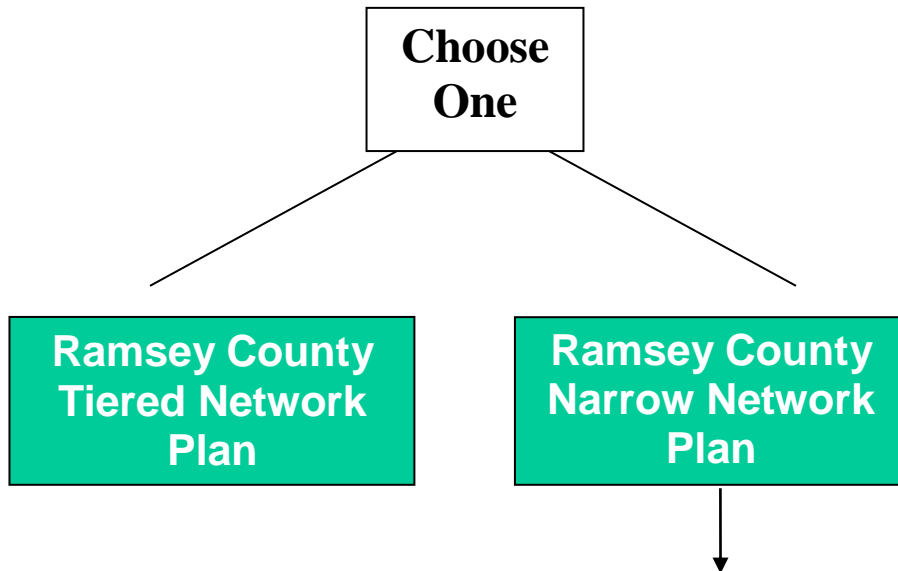 Choose
One
Ramsey County
Tiered Network
Plan
Ramsey County
Narrow Network
Plan